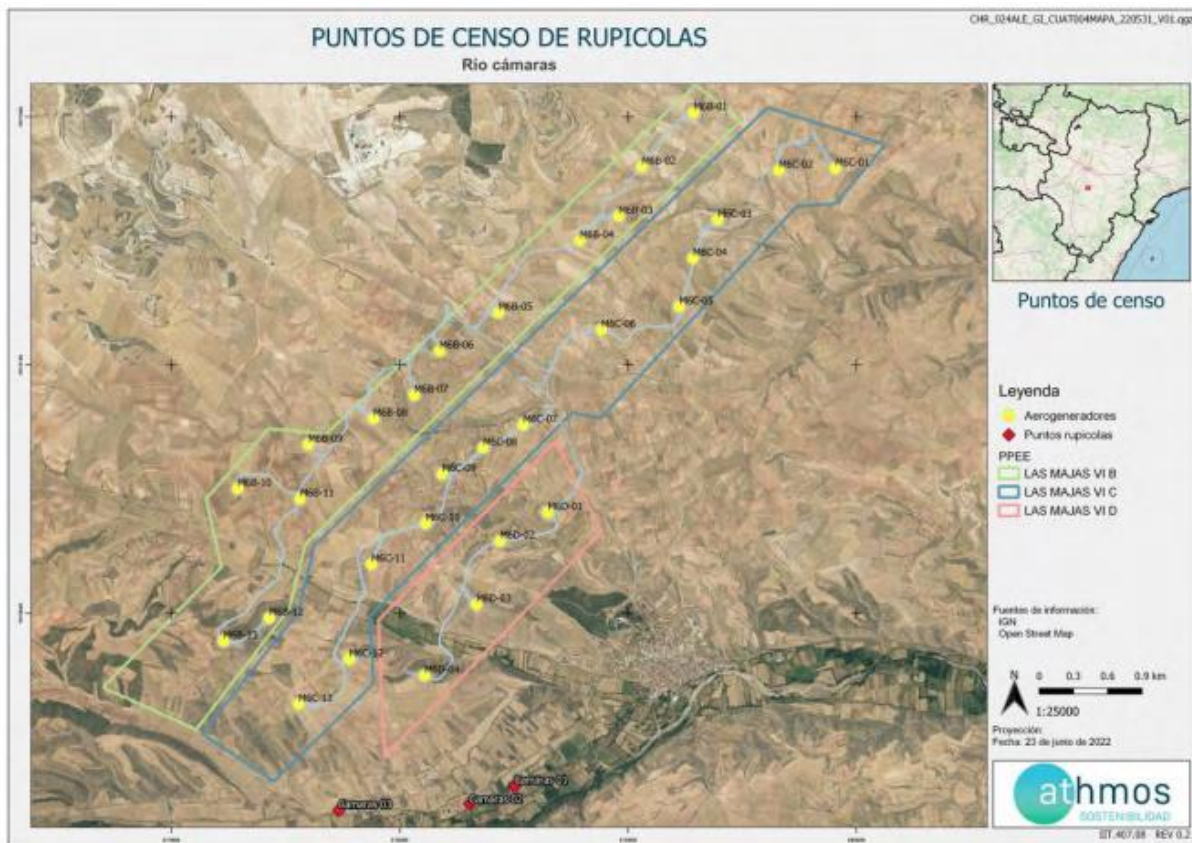 CHR_024ALE_GI_CUAT004MAPA_220531_V01.qgz
PUNTOS DE CENSO DE RUPICOLAS
Río cámaras
M6B-01
M6B-02
M6C-02
M6C-01
M6B-03
M6C-03
M6B-04
M6C-04
M6B-05
M6C-05
M6C-06
M6B-06
M6B-07
M6B-08
M6C-07
M6B-09
M6C-08
M6C-09
M6B-10
M6B-11
M6C-10
M6D-01
M6D-02
M6C-11
M6D-03
M6B-12
M6B-13
M6C-12
M6D-04
M6C-13
Camaras-02
Camaras-03
Puntos de censo
Leyenda
Aerogeneradores
Puntos rupicolas
PPEE
LAS MAJAS VI B
LAS MAJAS VI C
LAS MAJAS VI D
Fuentes de información:
IGN
Open Street Map
N
0 0.3 0.6 0.9 km
1:25000
Proyección:
Fecha: 23 de junio de 2022
athmos
SOSTENIBILIDAD
IIT.407.08 REV 0.2